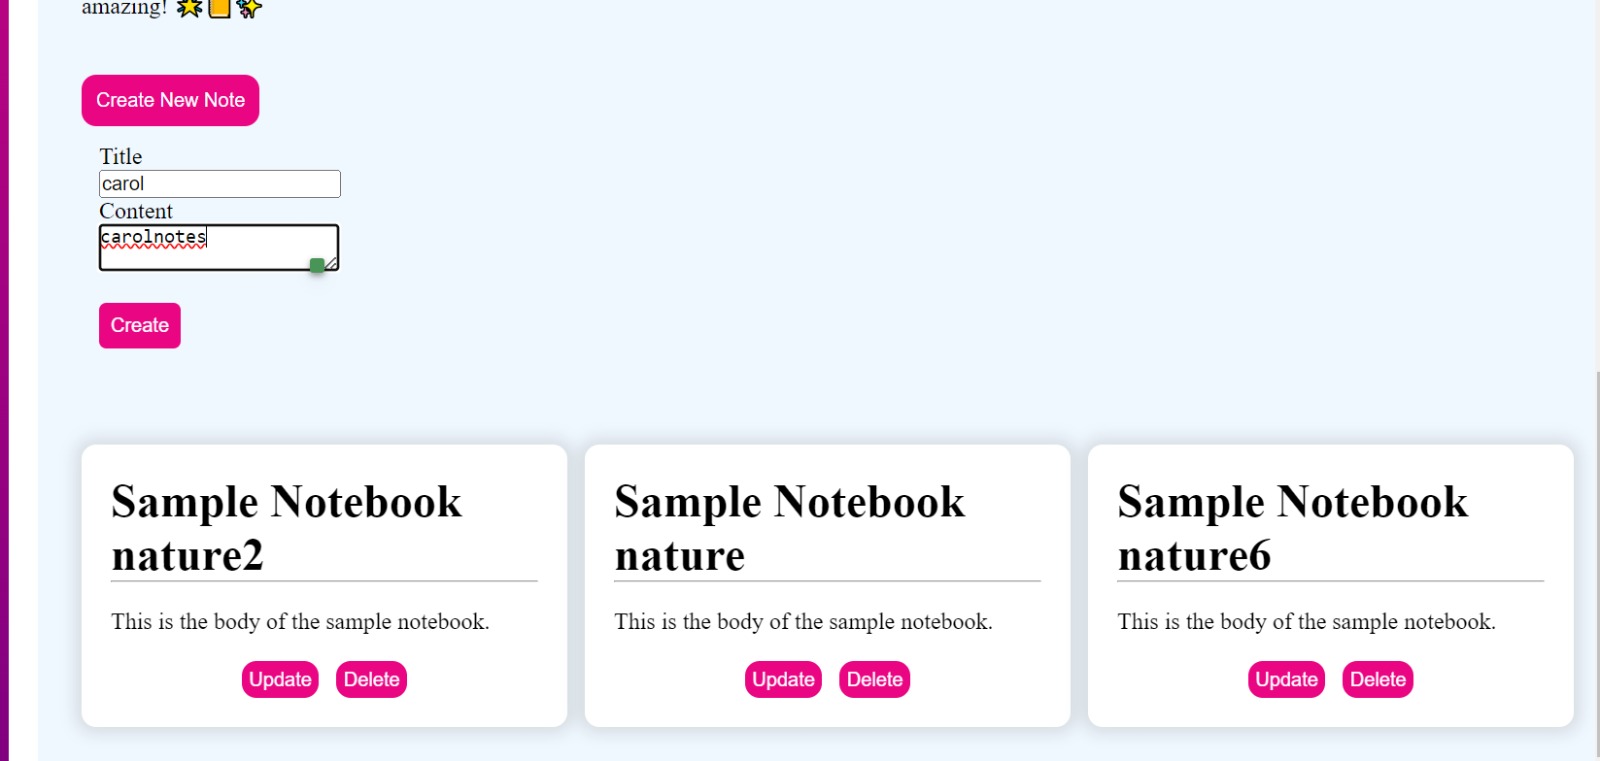 amazing! 🌟📒✨
Create New Note
Title
carol
Content
carolnotes
Create
Sample Notebook nature2
This is the body of the sample notebook.
Update Delete
Sample Notebook nature
This is the body of the sample notebook.
Update Delete
Sample Notebook nature6
This is the body of the sample notebook.
Update Delete